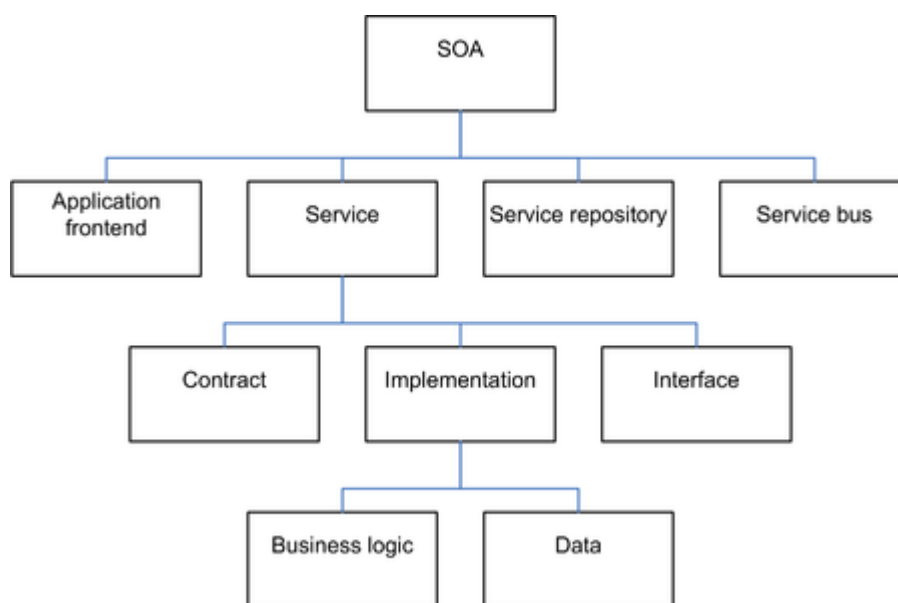 SOA
Application
frontend
Service
Service repository
Service bus
Contract
Implementation
Interface
Business logic
Data